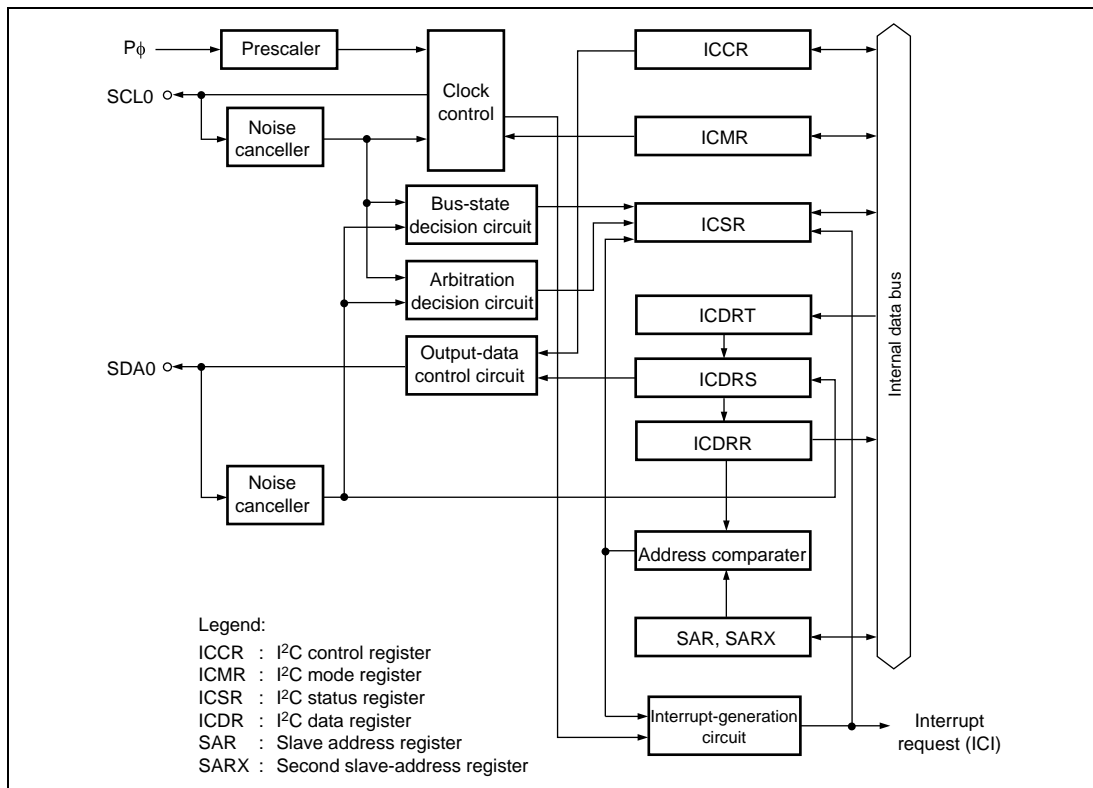 Pϕ
Prescaler
SCL0
Noise
canceller
Clock
control
Bus-state
decision circuit
Arbitration
decision circuit
SDA0
Output-data
control circuit
Noise
canceller
ICCR
ICMR
ICSR
ICDRT
ICDRS
ICDRR
Address comparater
SAR, SARX
Interrupt-generation
circuit
Internal data bus
Interrupt
request (ICI)
Legend:
ICCR : I²C control register
ICMR : I²C mode register
ICSR : I²C status register
ICDR : I²C data register
SAR : Slave address register
SARX : Second slave-address register